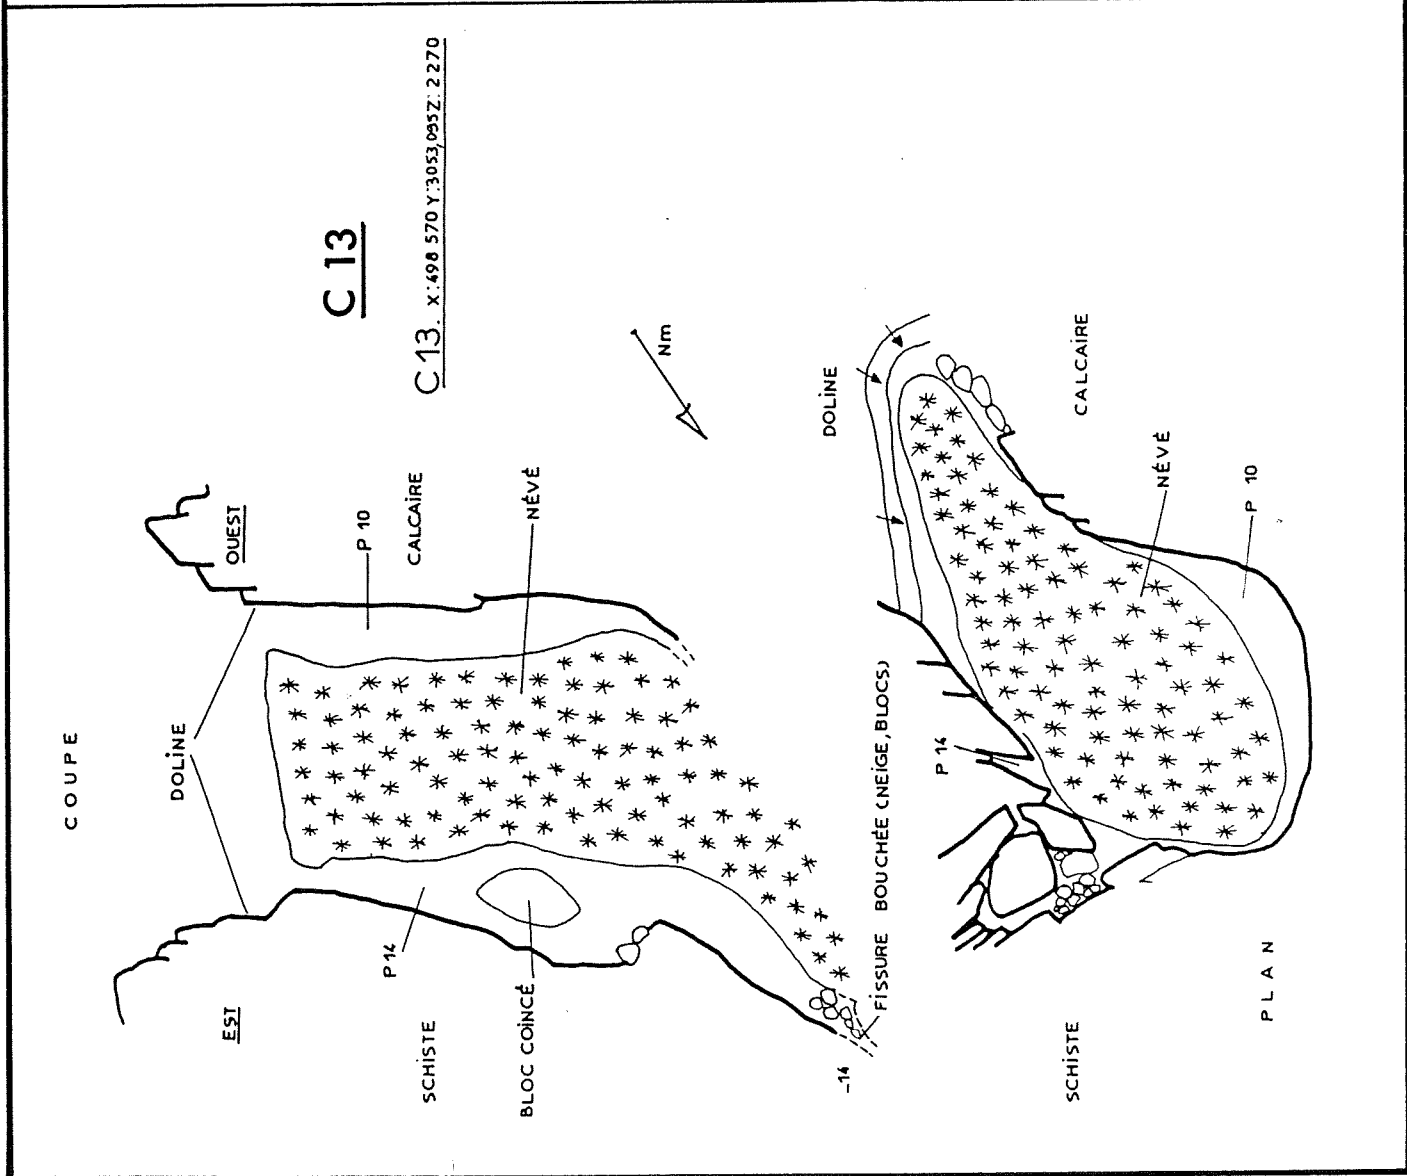 C 13
C 13. X:498 570 Y:3053,095 Z:2270
COUPE
DOLINE
EST
OUEST
P 10
CALCAIRE
P14
SCHISTE
NÉVÉ
BLOC COINCÉ
Nm
-14
FISSURE BOUCHÉE (NEIGE, BLOCS)
DOLINE
P 14
SCHISTE
CALCAIRE
NÉVÉ
P 10
PLAN